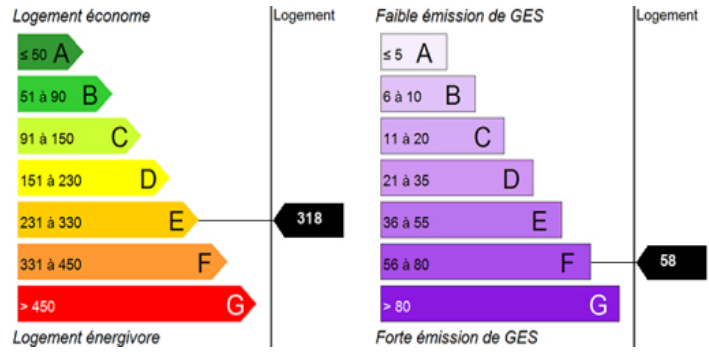 Logement économe
Logement
≤ 50 A
51 à 90 B
91 à 150 C
151 à 230 D
231 à 330 E
318
331 à 450 F
> 450 G
Logement énergivore
Faible émission de GES
Logement
≤ 5 A
6 à 10 B
11 à 20 C
21 à 35 D
36 à 55 E
56 à 80 F
58
> 80 G
Forte émission de GES